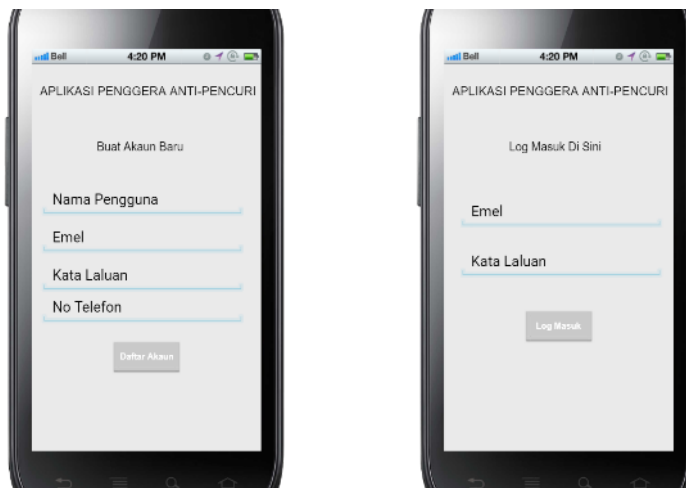 Bell 4:20 PM
APLIKASI PENGGERA ANTI-PENCURI
Buat Akaun Baru
Nama Pengguna
Emel
Kata Laluan
No Telefon
Daftar Akaun
Bell 4:20 PM
APLIKASI PENGGERA ANTI-PENCURI
Log Masuk Di Sini
Emel
Kata Laluan
Log Masuk